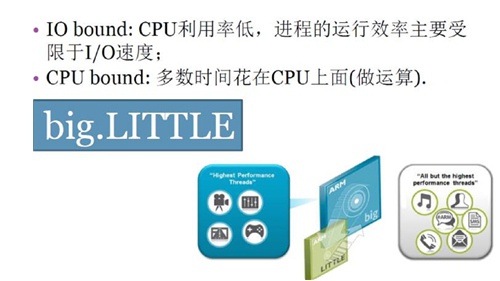 • IO bound: CPU利用率低，进程的运行效率主要受
限于I/O速度；
• CPU bound: 多数时间花在CPU上面(做运算).
big.LITTLE
"Highest Performance
Threads"
ARM
big
ARM
LITTLE
"All but the highest
performance threads"